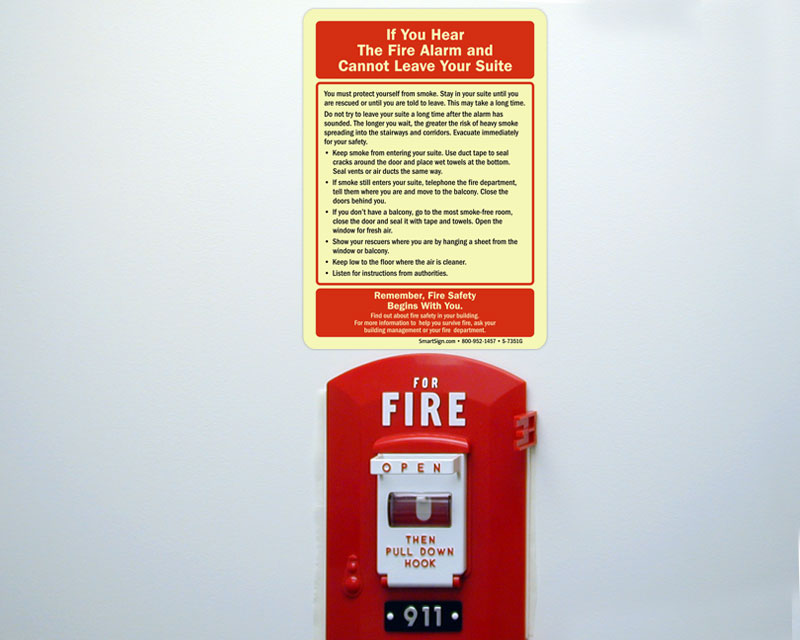 If You Hear
The Fire Alarm and
Cannot Leave Your Suite
You must protect yourself from smoke. Stay in your suite until you
are rescued or until you are told to leave. This may take a long time.
Do not try to leave your suite a long time after the alarm has
sounded. The longer you wait, the greater the risk of heavy smoke
spreading into the stairways and corridors. Evacuate immediately
for your safety.
• Keep smoke from entering your suite. Use duct tape to seal
cracks around the door and place wet towels at the bottom.
Seal vents or air ducts the same way.
• If smoke still enters your suite, telephone the fire department,
tell them where you are and move to the balcony. Close the
doors behind you.
• If you don't have a balcony, go to the most smoke-free room,
close the door and seal it with tape and towels. Open the
window for fresh air.
• Show your rescuers where you are by hanging a sheet from the
window or balcony.
• Keep low to the floor where the air is cleaner.
• Listen for instructions from authorities.
Remember, Fire Safety
Begins With You.
Find out about fire safety in your building.
For more information to help you survive fire, ask your
building management or your fire department.
SmartSign.com • 800-952-1457 • S-7351G
FOR
FIRE
OPEN
THEN
PULL DOWN
HOOK
911